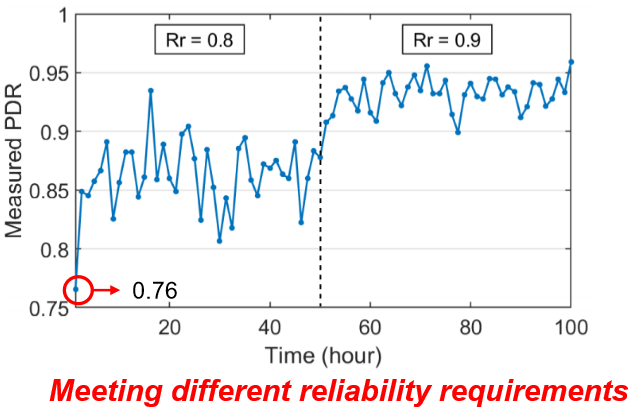 1
0.95
0.9
0.85
0.8
0.75
Measured PDR
Rr = 0.8
Rr = 0.9
0.76
20
40
60
80
100
Time (hour)
Meeting different reliability requirements